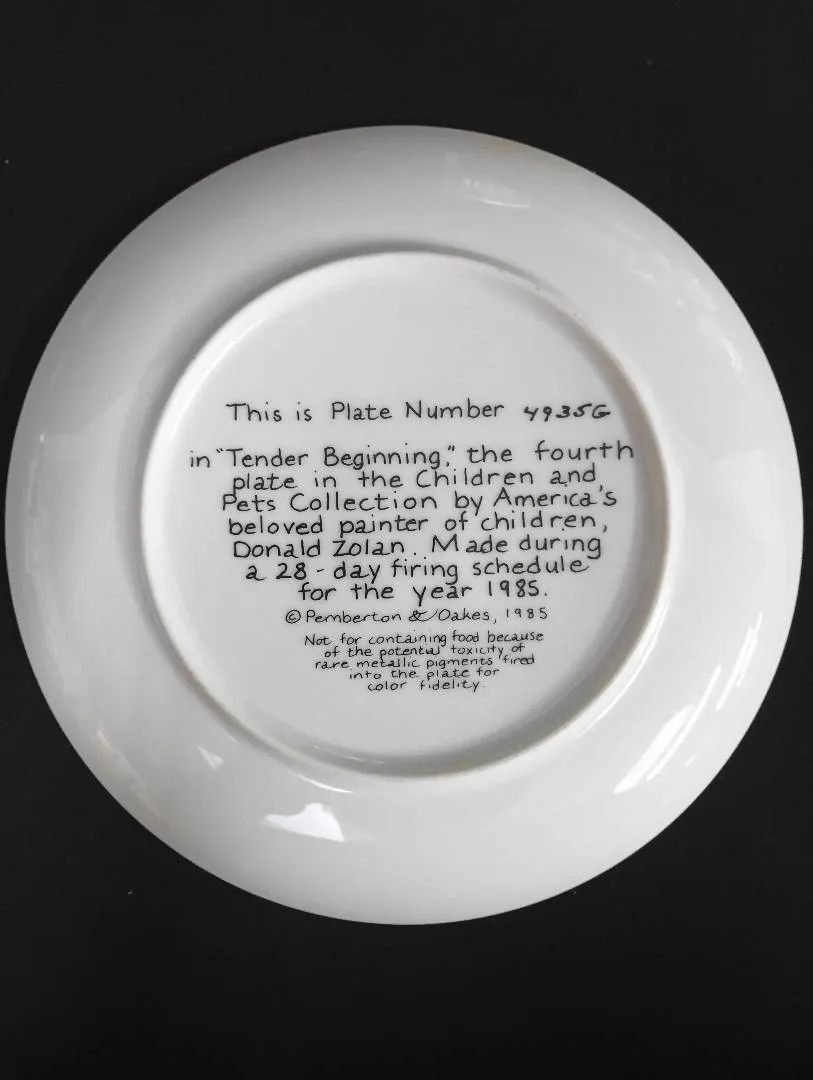 This is Plate Number 4935G
in "Tender Beginning," the fourth
plate in the Children and
Pets Collection by America's
beloved painter of children,
Donald Zolan. Made during
a 28-day firing schedule
for the year 1985.
© Pemberton & Oakes, 1985
Not for containing food because
of the potential toxicity of
rare metallic pigments fired
into the plate for
color fidelity.